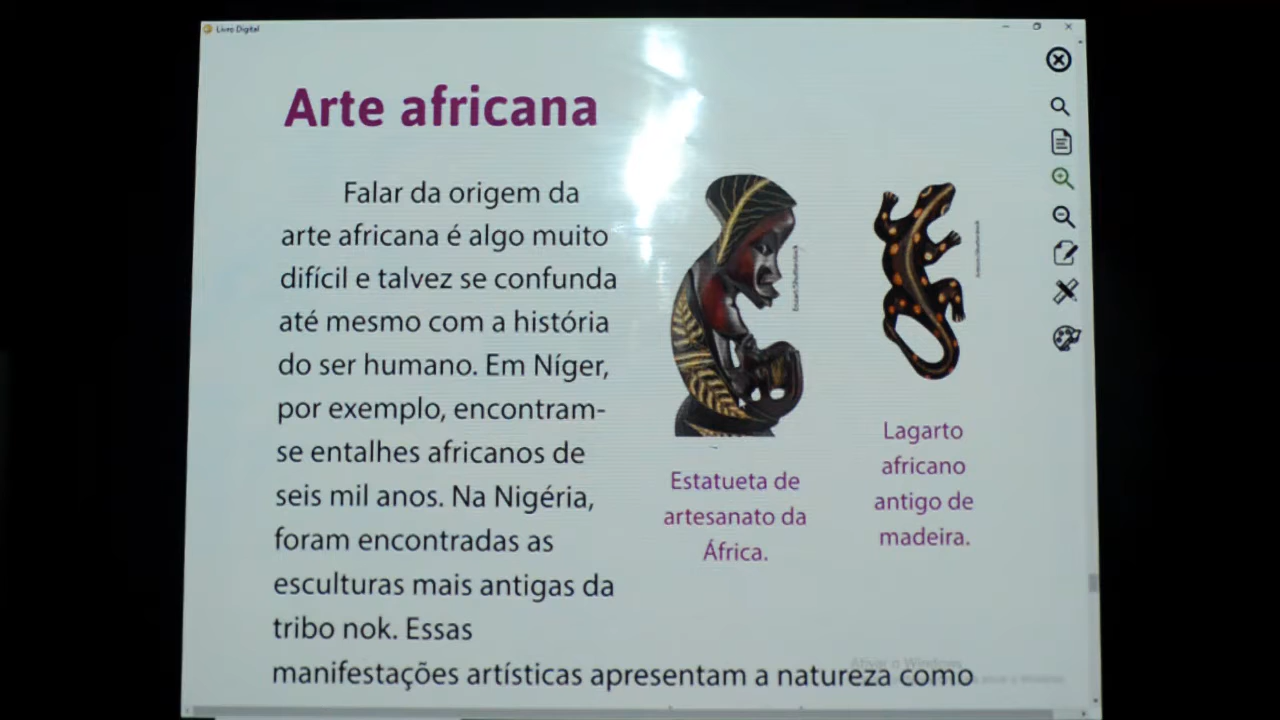 Livro Digital
Arte africana
Falar da origem da
arte africana é algo muito
difícil e talvez se confunda
até mesmo com a história
do ser humano. Em Níger,
por exemplo, encontram-
se entalhes africanos de
seis mil anos. Na Nigéria,
foram encontradas as
esculturas mais antigas da
tribo nok. Essas
manifestações artísticas apresentam a natureza como
Estatueta de
artesanato da
África.
Lagarto
africano
antigo de
madeira.
Ativar o Windows